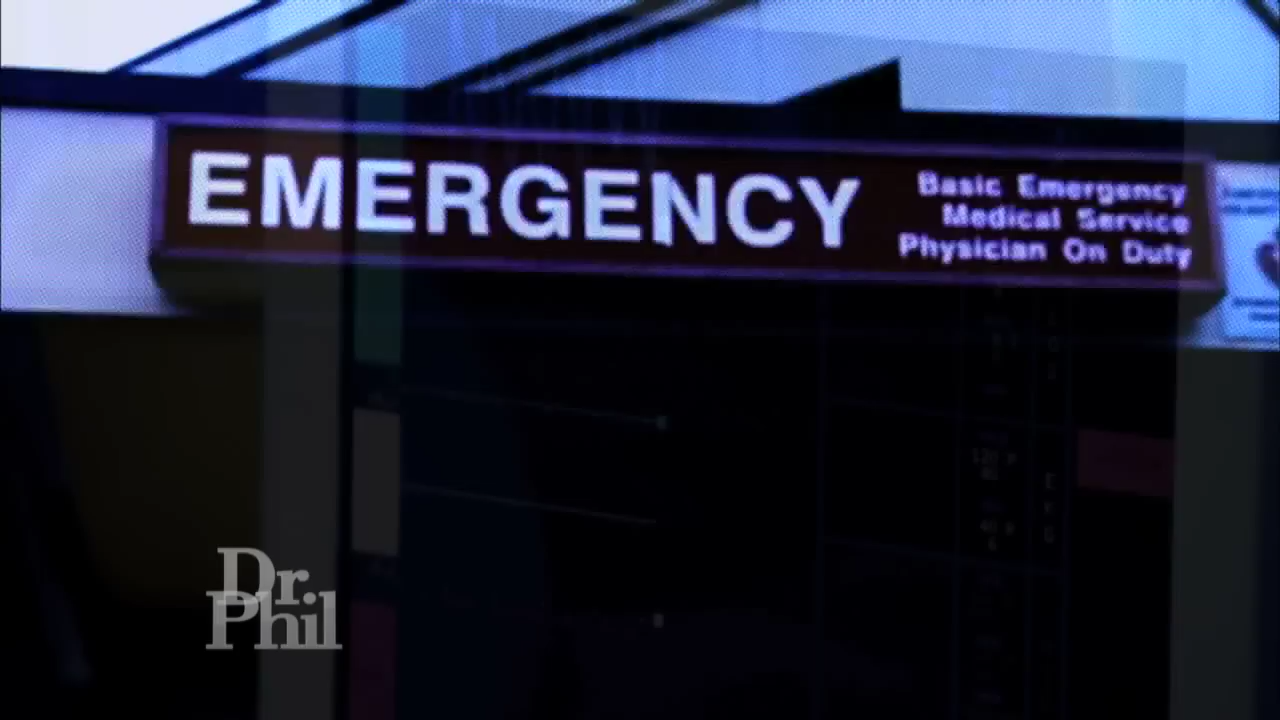 EMERGENCY
Basic Emergency
Medical Service
Physician On Duty
Dr.
Phil